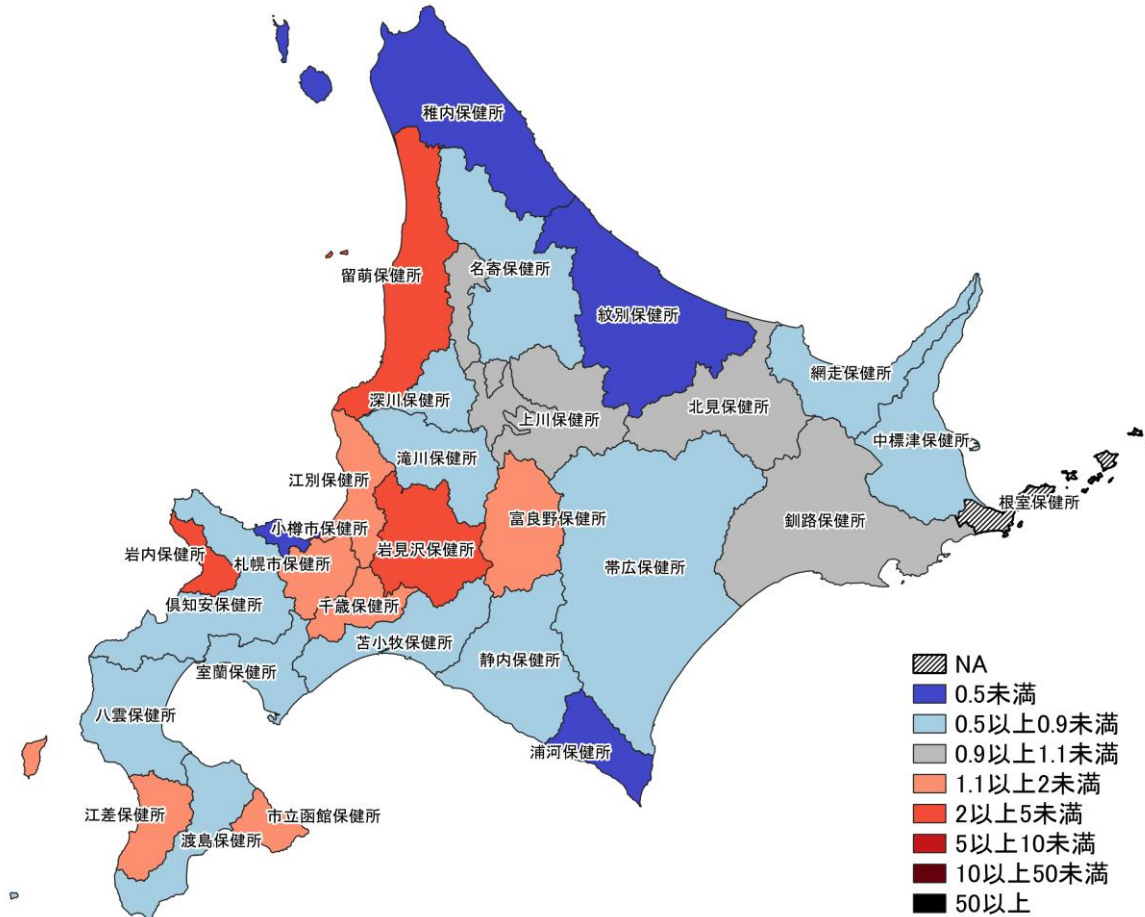 稚内保健所
名寄保健所
留萌保健所
紋別保健所
網走保健所
深川保健所
北見保健所
上川保健所
中標津保健所
滝川保健所
江別保健所
根室保健所
富良野保健所
釧路保健所
小樽市保健所
岩見沢保健所
岩内保健所
札幌市保健所
帯広保健所
倶知安保健所
千歳保健所
苫小牧保健所
静内保健所
室蘭保健所
八雲保健所
浦河保健所
江差保健所
市立函館保健所
渡島保健所
NA
0.5未満
0.5以上0.9未満
0.9以上1.1未満
1.1以上2未満
2以上5未満
5以上10未満
10以上50未満
50以上